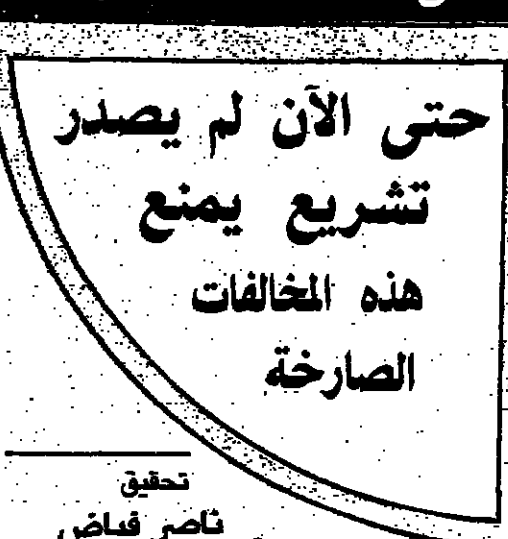 حتى الآن لم يصدر
تشريع يمنع
هذه المخالفات
الصارخة
تحقيق
ناصر فياض